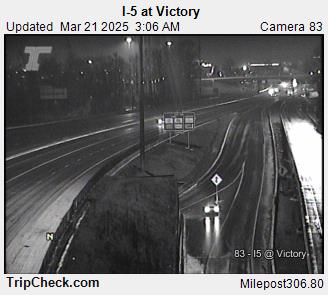 I-5 at Victory
Updated  Mar 21 2025  3:06 AM
Camera 83
T
N
83 - I5 @ Victory
TripCheck.com
Milepost306.80